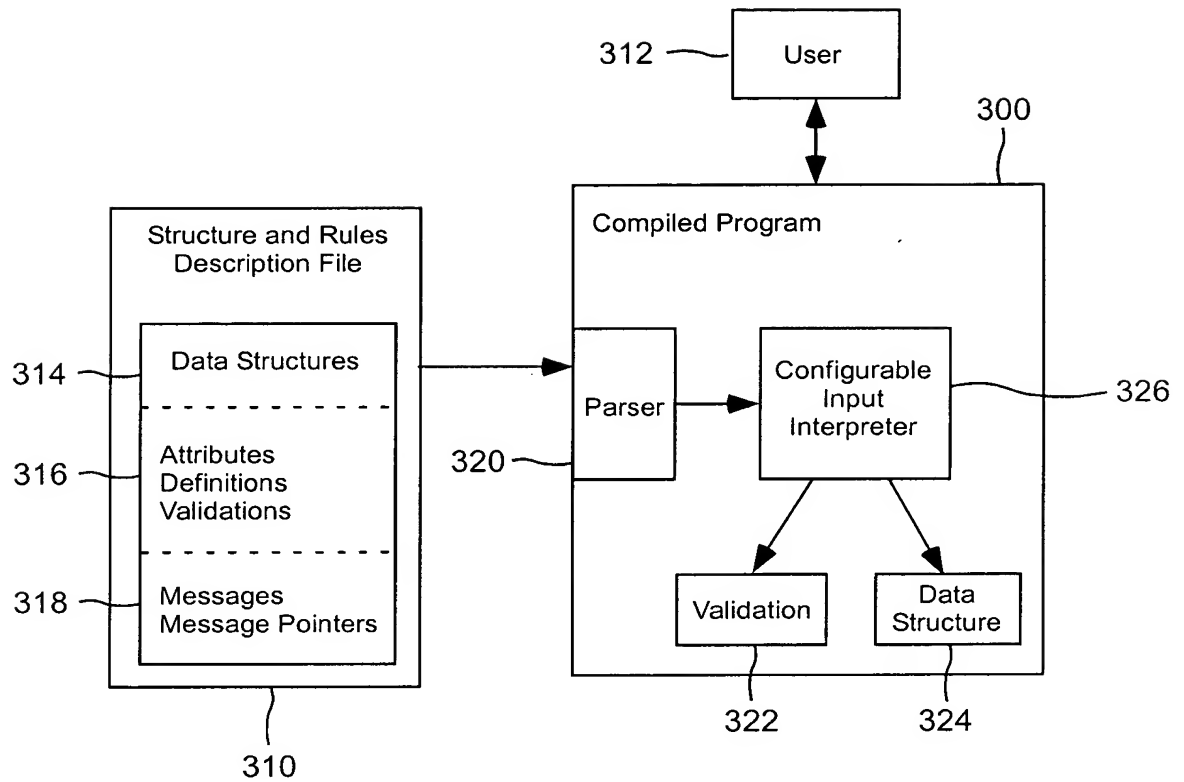 312
User
300
Structure and Rules
Description File
Compiled Program
314
Data Structures
316
Attributes
Definitions
Validations
318
Messages
Message Pointers
310
Parser
320
Configurable
Input
Interpreter
326
Validation
322
Data
Structure
324